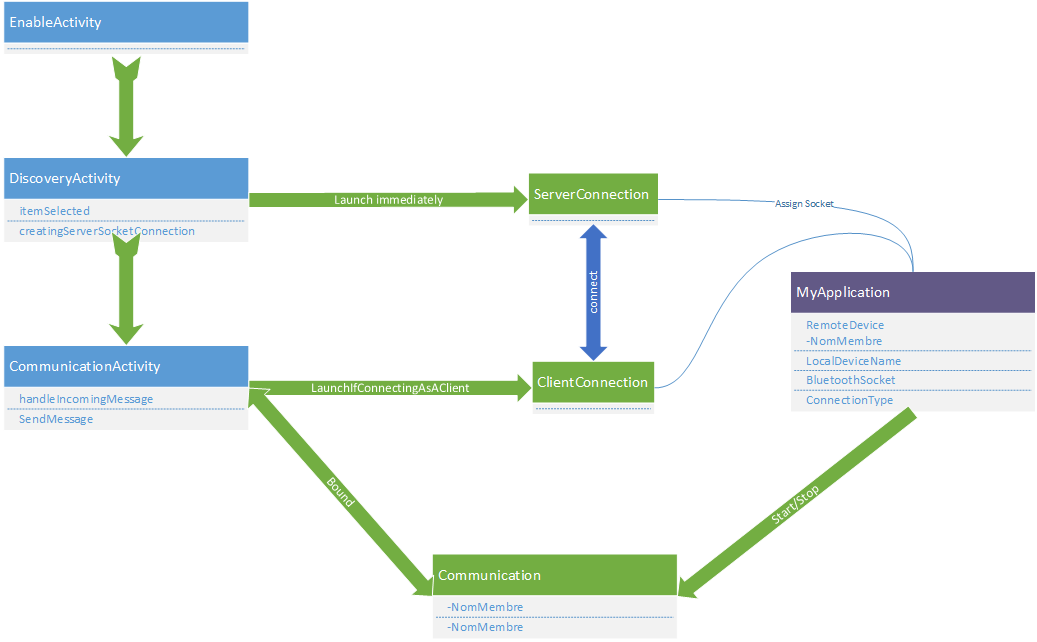 EnableActivity
DiscoveryActivity
itemSelected
creatingServerSocketConnection
Launch immediately
ServerConnection
Assign Socket
connect
MyApplication
RemoteDevice
-NomMembre
LocalDeviceName
BluetoothSocket
ConnectionType
CommunicationActivity
handleIncomingMessage
SendMessage
LaunchIfConnectingAsAClient
ClientConnection
Bound
Start/Stop
Communication
-NomMembre
-NomMembre